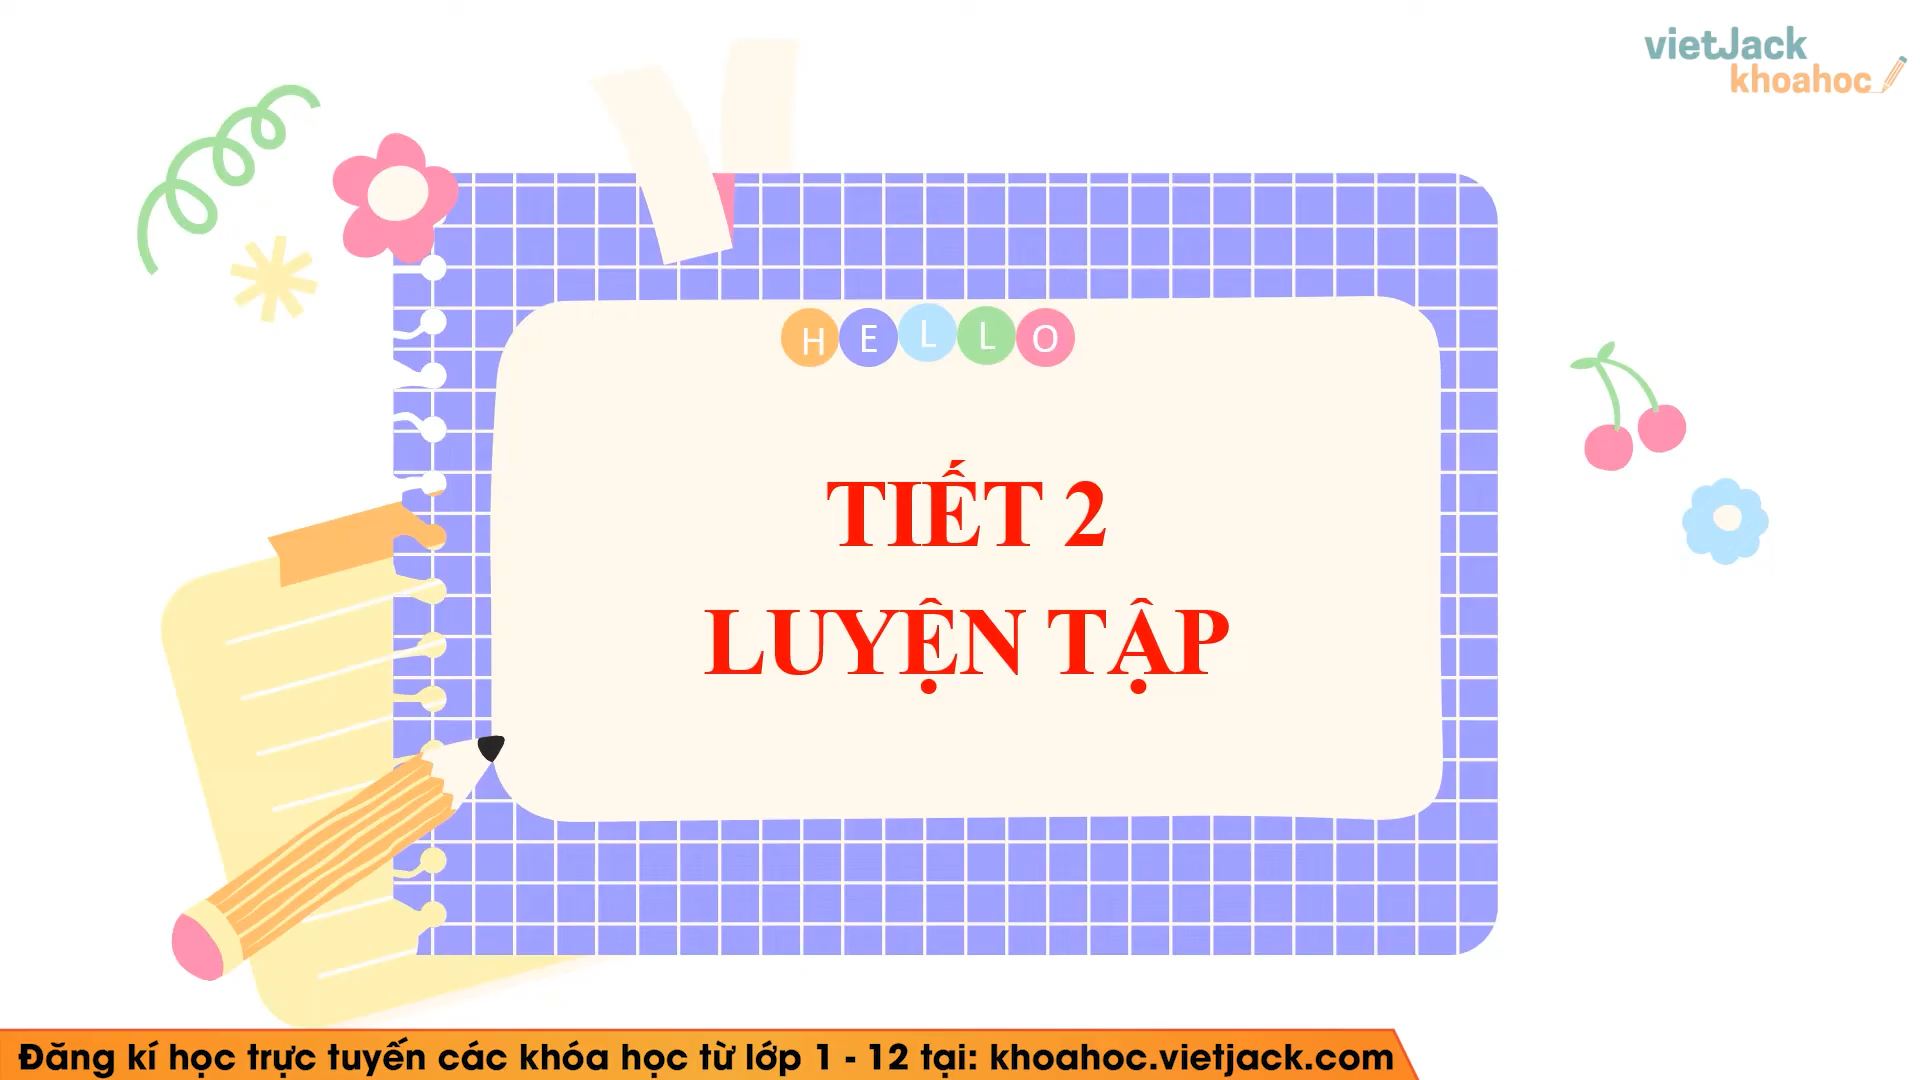 vietJack
khoahoc
HELLO
TIẾT 2
LUYỆN TẬP
Đăng kí học trực tuyến các khóa học từ lớp 1 - 12 tại: khoahoc.vietjack.com